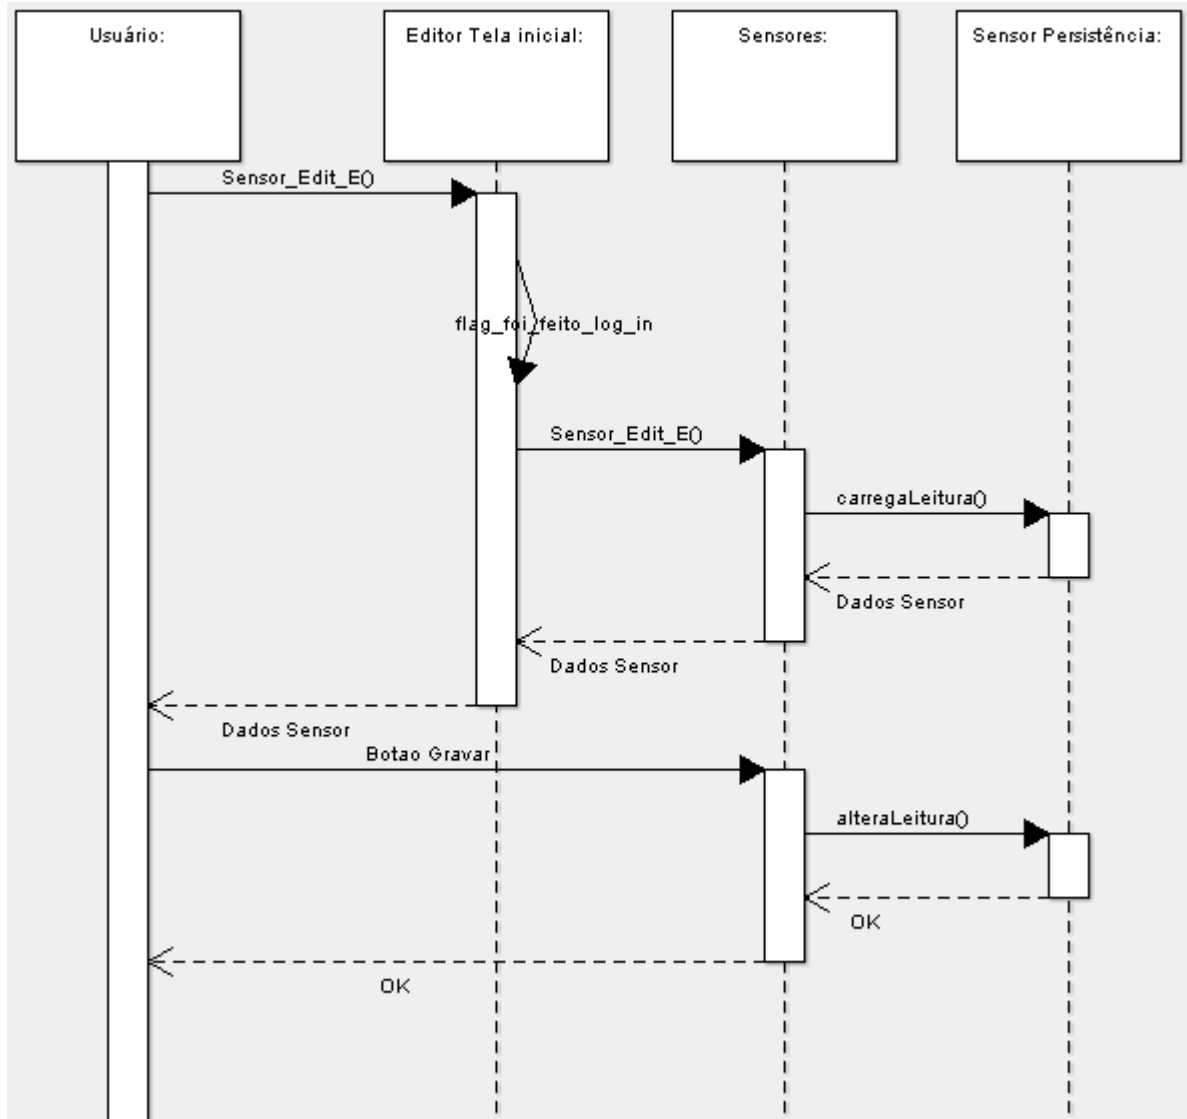 Usuário:
Editor Tela inicial:
Sensores:
Sensor Persistência:
Sensor_Edit_E()
flag_foi_feito_log_in
Sensor_Edit_E()
carregaLeitura()
Dados Sensor
Dados Sensor
Dados Sensor
Botao Gravar
alteraLeitura()
OK
OK